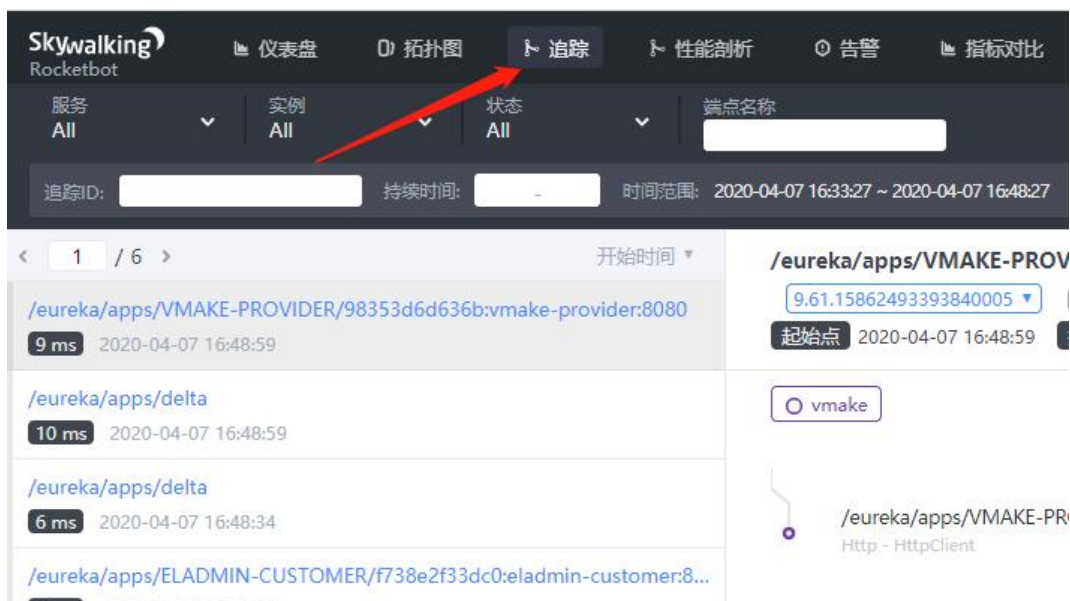 Skywalking
Rocketbot
仪表盘
拓扑图
追踪
性能剖析
告警
指标对比
服务
All
实例
All
状态
All
端点名称
追踪ID:
持续时间:
-
时间范围:
2020-04-07 16:33:27 ~ 2020-04-07 16:48:27
1 / 6
开始时间
/eureka/apps/VMAKE-PROVIDER/98353d6d636b:vmake-provider:8080
9 ms 2020-04-07 16:48:59
/eureka/apps/delta
10 ms 2020-04-07 16:48:59
/eureka/apps/delta
6 ms 2020-04-07 16:48:34
/eureka/apps/ELADMIN-CUSTOMER/f738e2f33dc0:eladmin-customer:8...
/eureka/apps/VMAKE-PROV
9.61.15862493393840005
起始点 2020-04-07 16:48:59
vmake
/eureka/apps/VMAKE-PR
Http - HttpClient